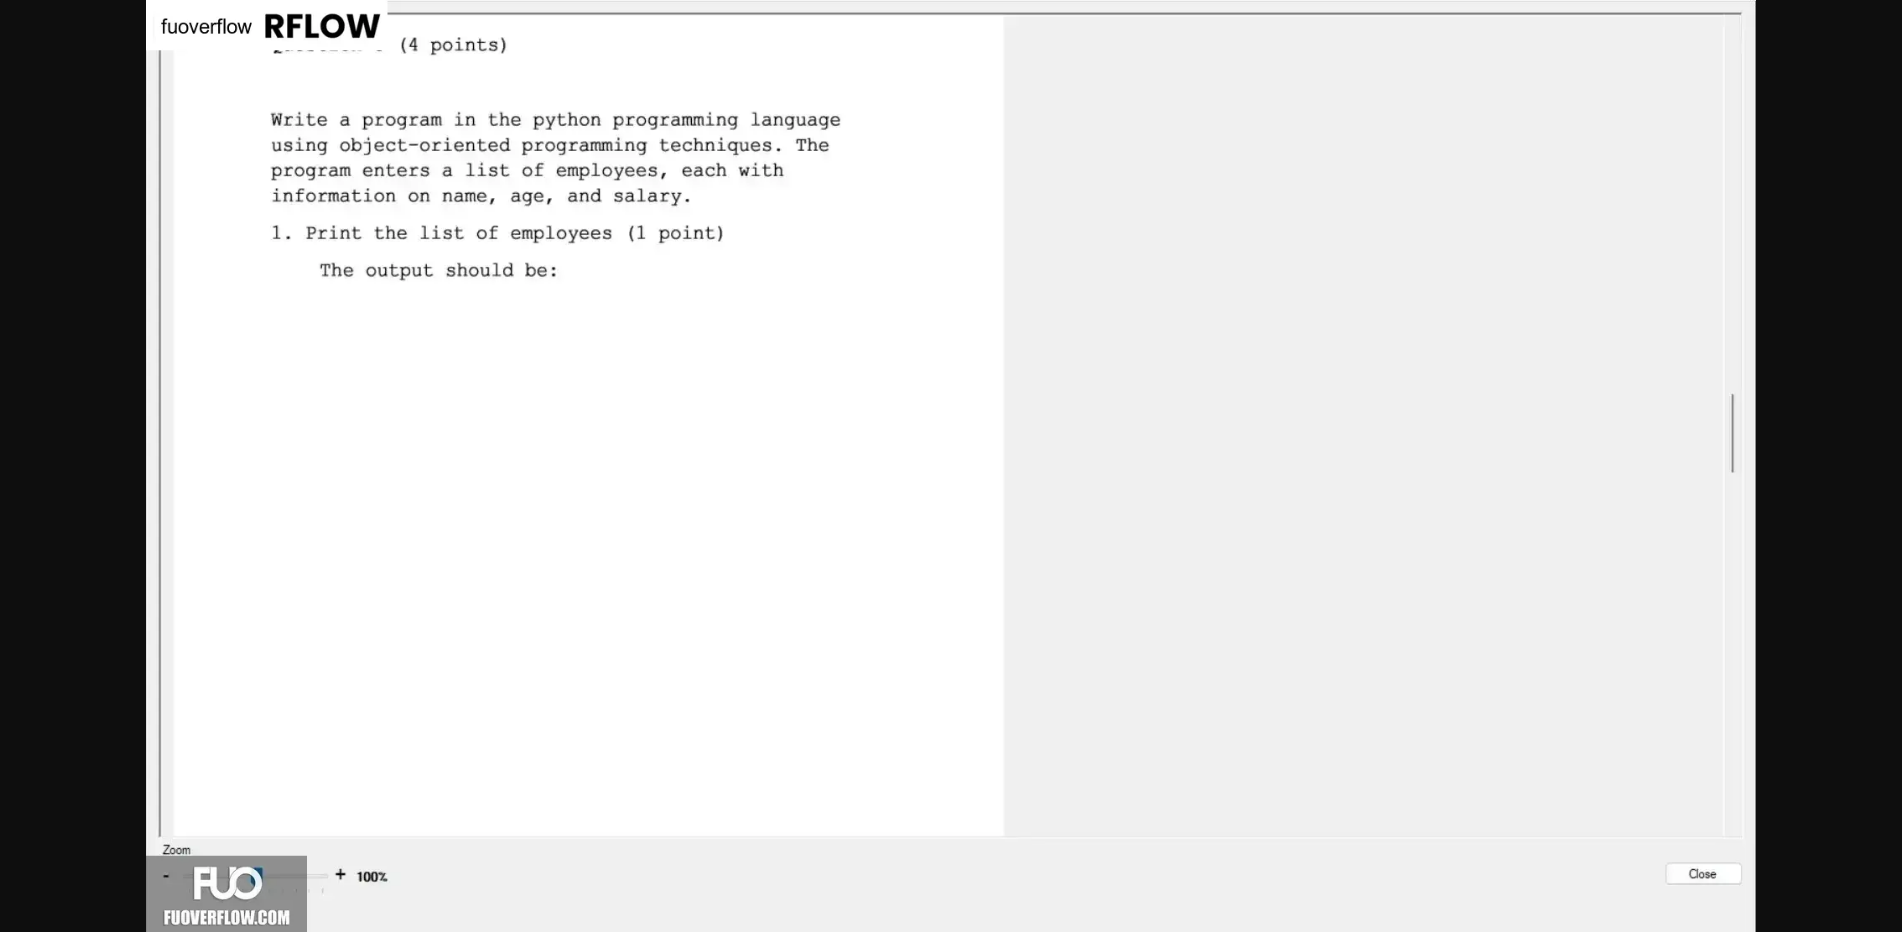 fuoverflow RFLOW
(4 points)
Write a program in the python programming language
using object-oriented programming techniques. The
program enters a list of employees, each with
information on name, age, and salary.
1. Print the list of employees (1 point)
The output should be:
Zoom
- + 100%
Close
FUO
FUOVERFLOW.COM